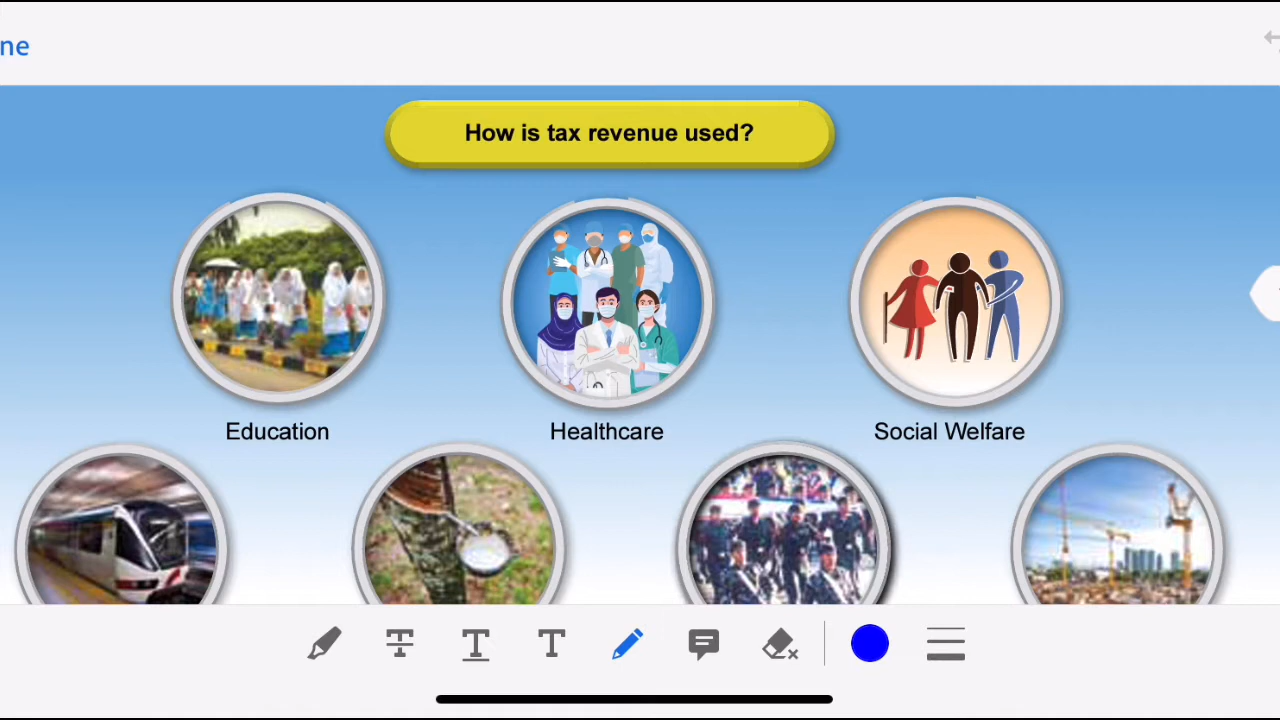 ne
How is tax revenue used?
Education
Healthcare
Social Welfare